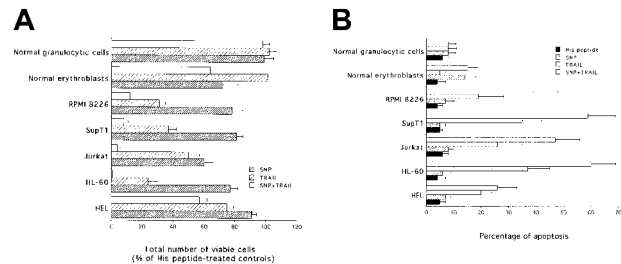 A
Normal granulocytic cells
Normal erythroblasts
RPMI 8226
SupT1
Jurkat
HL-60
HEL
SNP
TRAIL
SNP+TRAIL
0 20 40 60 80 100 120
Total number of viable cells
(% of His peptide-treated controls)
B
Normal granulocytic cells
Normal erythroblasts
RPMI 8226
SupT1
Jurkat
HL-60
HEL
His peptide
SNP
TRAIL
SNP+TRAIL
0 10 20 30 40 50 60 70
Percentage of apoptosis